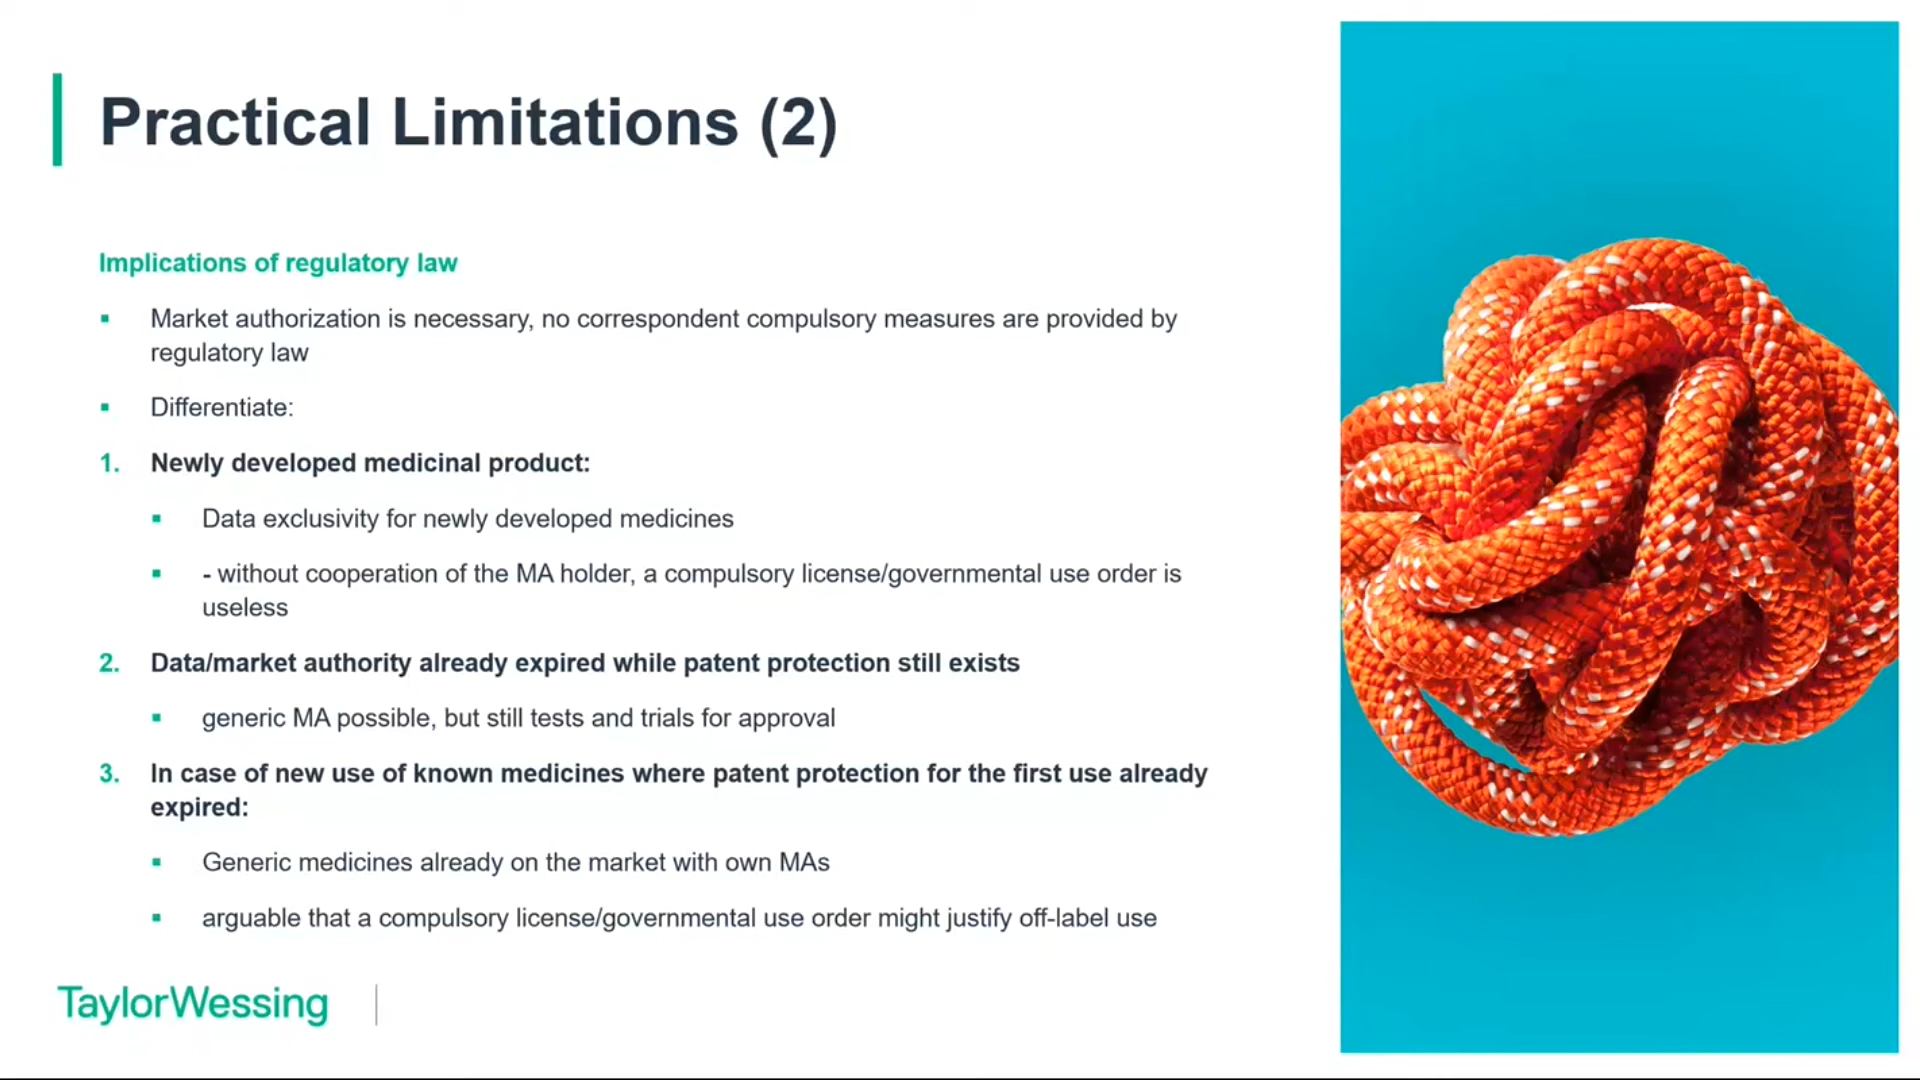 Practical Limitations (2)
Implications of regulatory law
▪ Market authorization is necessary, no correspondent compulsory measures are provided by
regulatory law
▪ Differentiate:
1. Newly developed medicinal product:
▪ Data exclusivity for newly developed medicines
▪ - without cooperation of the MA holder, a compulsory license/governmental use order is
useless
2. Data/market authority already expired while patent protection still exists
▪ generic MA possible, but still tests and trials for approval
3. In case of new use of known medicines where patent protection for the first use already
expired:
▪ Generic medicines already on the market with own MAs
▪ arguable that a compulsory license/governmental use order might justify off-label use
TaylorWessing